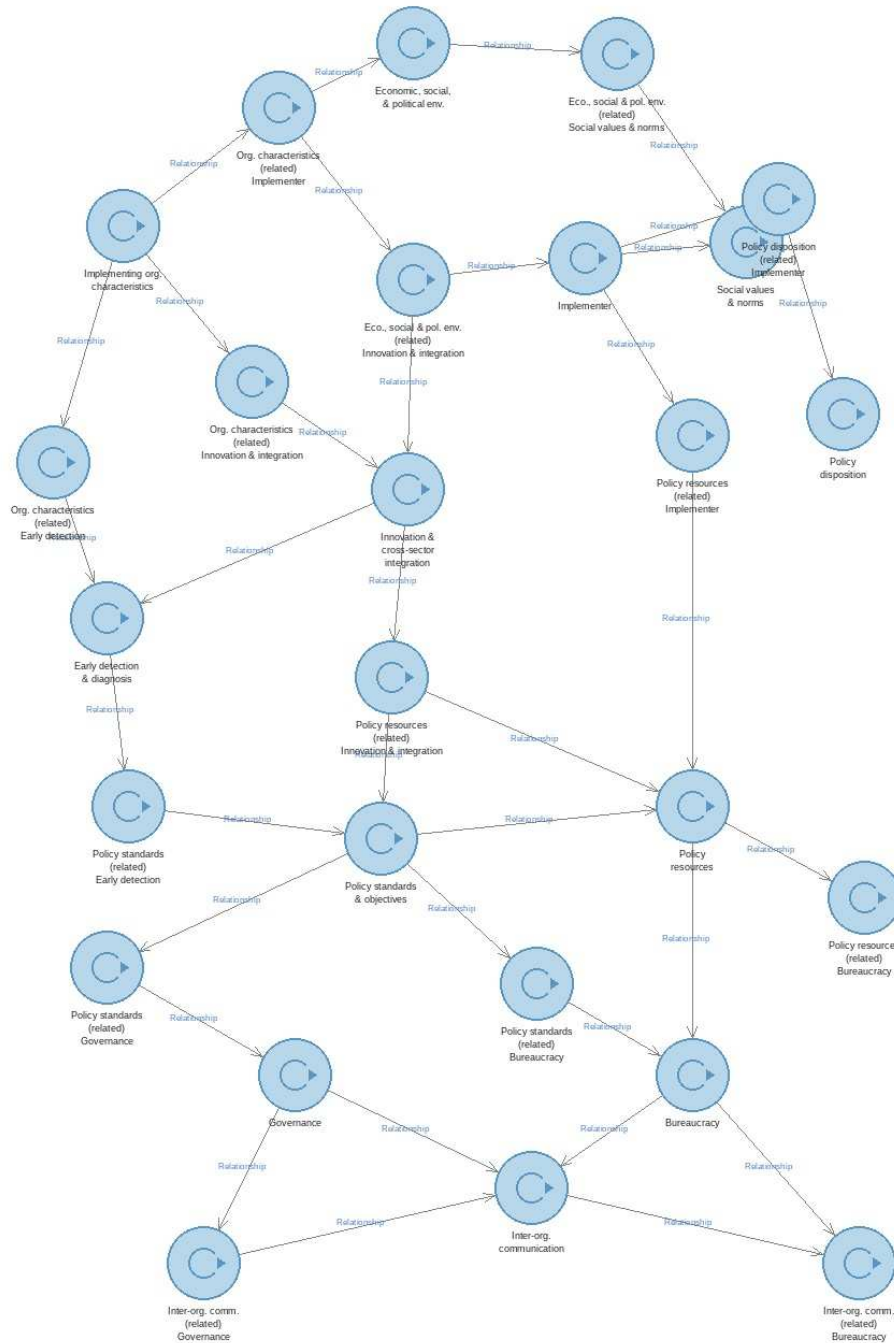 Relationship
Economic, social,
& political env.
Eco., social & pol. env.
(related)
Social values & norms
Relationship
Org. characteristics
(related)
Implementer
Relationship
Relationship
Relationship
Relationship
Policy disposition
(related)
Implementer
Relationship
Relationship
Implementing org.
characteristics
Relationship
Implementer
Social values
& norms
Relationship
Relationship
Eco., social & pol. env.
(related)
Innovation & integration
Relationship
Relationship
Relationship
Org. characteristics
(related)
Innovation & integration
Relationship
Policy
disposition
Policy resources
(related)
Implementer
Org. characteristics
(related)
Early detection
Relationship
Innovation &
cross-sector
integration
Relationship
Relationship
Relationship
Early detection
& diagnosis
Relationship
Policy resources
(related)
Innovation & integration
Relationship
Relationship
Relationship
Policy standards
(related)
Early detection
Relationship
Relationship
Policy
resources
Relationship
Policy standards
& objectives
Relationship
Relationship
Relationship
Policy resource
(related)
Bureaucracy
Policy standards
(related)
Governance
Relationship
Policy standards
(related)
Bureaucracy
Relationship
Governance
Bureaucracy
Relationship
Relationship
Relationship
Relationship
Relationship
Relationship
Inter-org.
communication
Inter-org. comm.
(related)
Governance
Inter-org. comm.
(related)
Bureaucracy